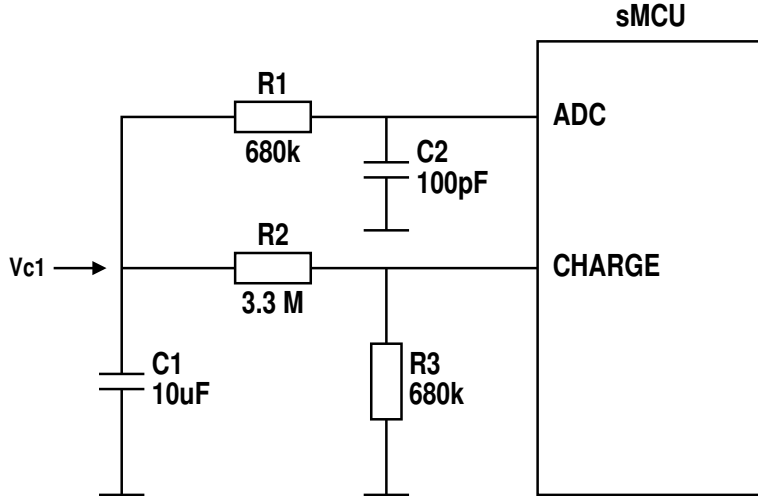 sMCU
R1
680k
ADC
C2
100pF
R2
3.3 M
CHARGE
Vc1
C1
10uF
R3
680k